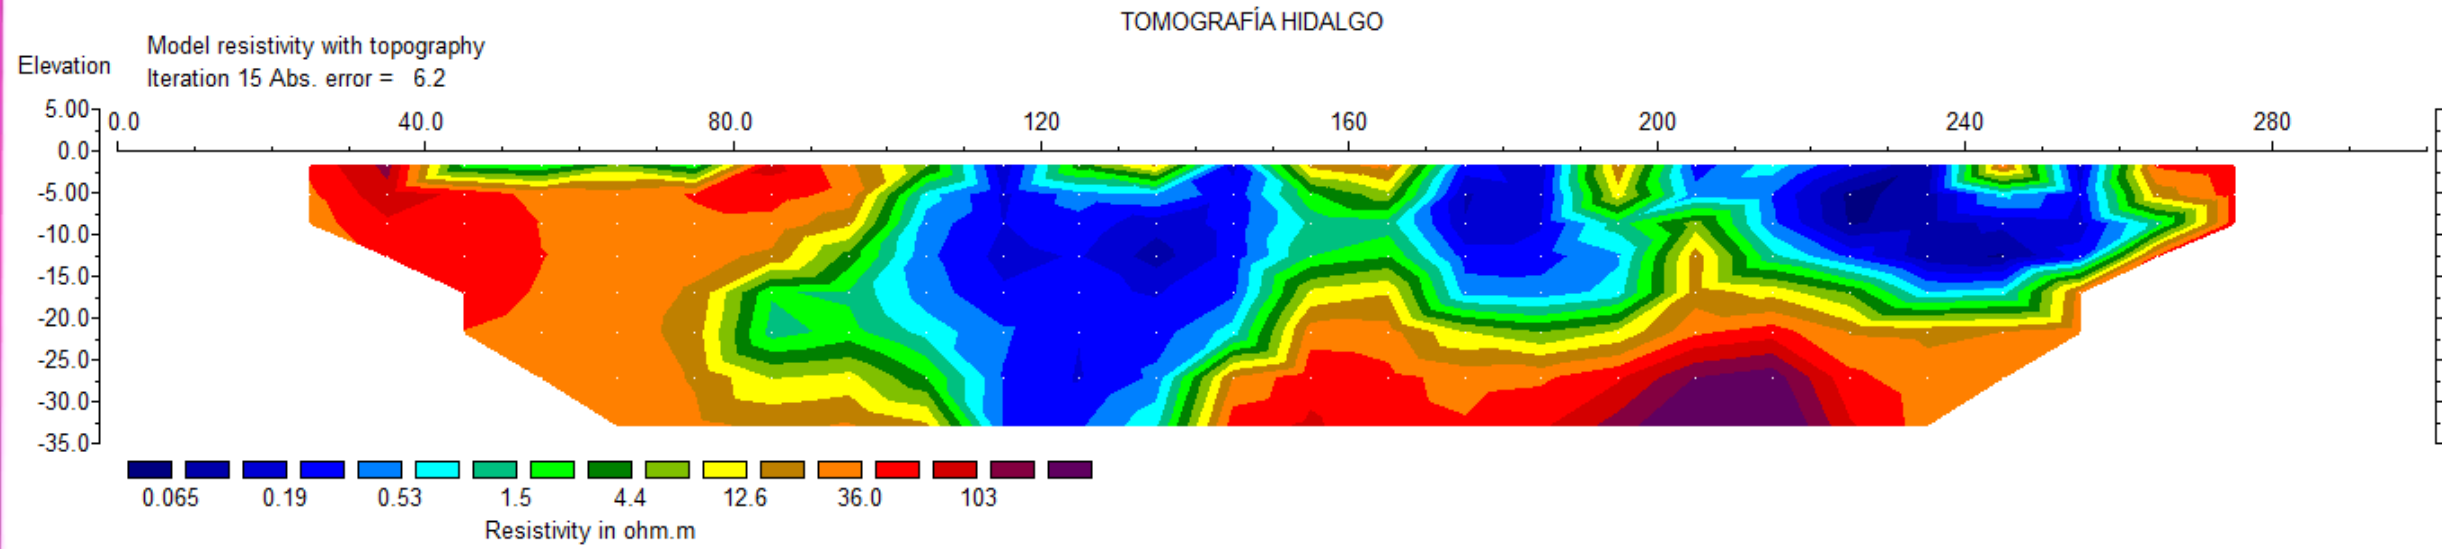 TOMOGRAFÍA HIDALGO
Model resistivity with topography
Elevation
Iteration 15 Abs. error = 6.2
5.00
0.0 40.0 80.0 120 160 200 240 280
0.0
-5.00
-10.0
-15.0
-20.0
-25.0
-30.0
-35.0
0.065 0.19 0.53 1.5 4.4 12.6 36.0 103
Resistivity in ohm.m